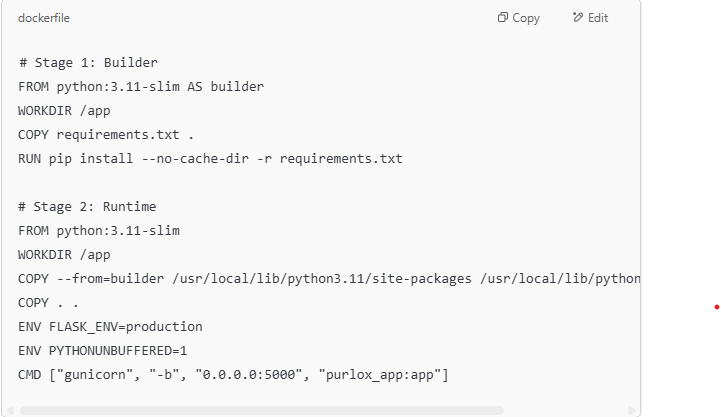 dockerfile
Copy
Edit
# Stage 1: Builder
FROM python:3.11-slim AS builder
WORKDIR /app
COPY requirements.txt .
RUN pip install --no-cache-dir -r requirements.txt
# Stage 2: Runtime
FROM python:3.11-slim
WORKDIR /app
COPY --from=builder /usr/local/lib/python3.11/site-packages /usr/local/lib/python
COPY . .
ENV FLASK_ENV=production
ENV PYTHONUNBUFFERED=1
CMD ["gunicorn", "-b", "0.0.0.0:5000", "purlox_app:app"]